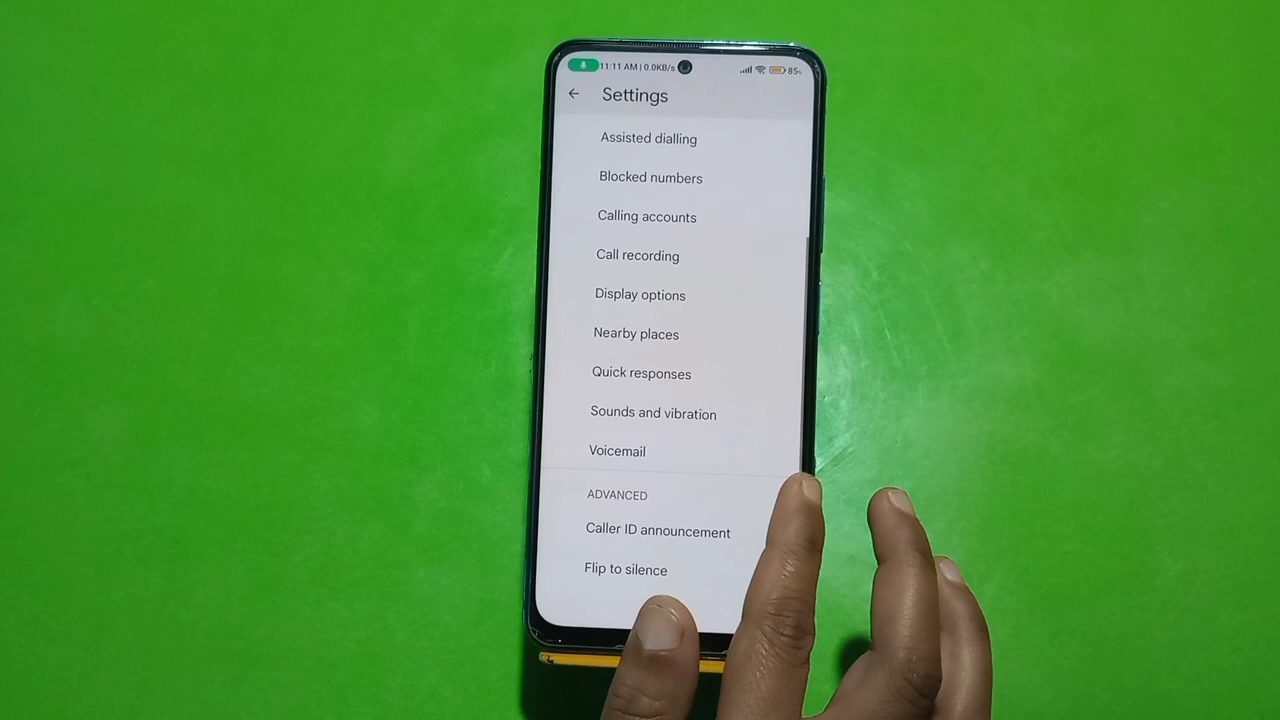 11:11 AM | 0.0KB/s 85%
Settings
Assisted dialling
Blocked numbers
Calling accounts
Call recording
Display options
Nearby places
Quick responses
Sounds and vibration
Voicemail
ADVANCED
Caller ID announcement
Flip to silence